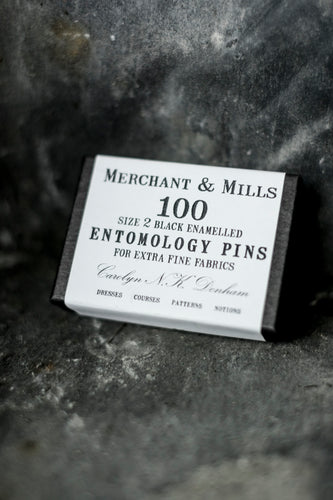 MERCHANT & MILLS
100
SIZE 2 BLACK ENAMELLED
ENTOMOLOGY PINS
FOR EXTRA FINE FABRICS
Carolyn N.K. Denham
DRESSES COURSES PATTERNS NOTIONS